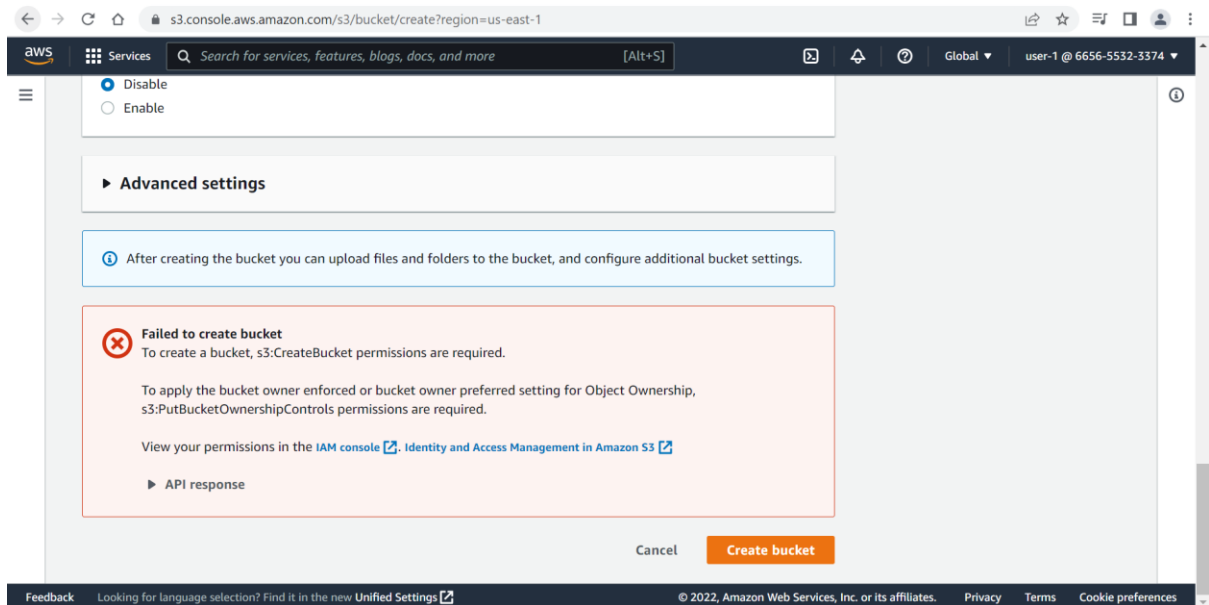 s3.console.aws.amazon.com/s3/bucket/create?region=us-east-1
aws Services Search for services, features, blogs, docs, and more [Alt+S] Global user-1 @ 6656-5532-3374
Disable
Enable
Advanced settings
After creating the bucket you can upload files and folders to the bucket, and configure additional bucket settings.
Failed to create bucket
To create a bucket, s3:CreateBucket permissions are required.
To apply the bucket owner enforced or bucket owner preferred setting for Object Ownership,
s3:PutBucketOwnershipControls permissions are required.
View your permissions in the IAM console. Identity and Access Management in Amazon S3
API response
Cancel Create bucket
Feedback Looking for language selection? Find it in the new Unified Settings © 2022, Amazon Web Services, Inc. or its affiliates. Privacy Terms Cookie preferences